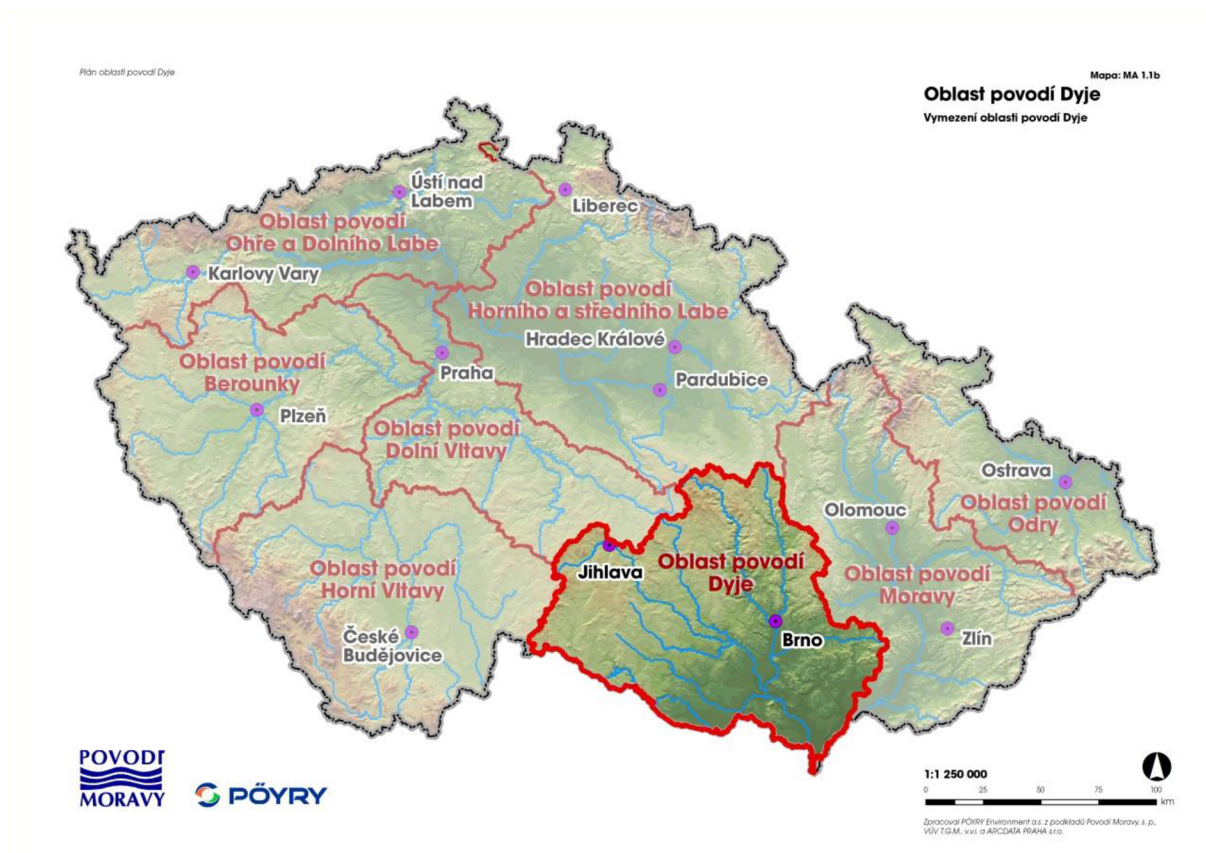 Plán oblasti povodí Dyje
Mapa: MA 1.1b
Oblast povodí Dyje
Vymezení oblasti povodí Dyje
Ústí nad
Labem
Liberec
Oblast povodí
Ohře a Dolního Labe
Karlovy Vary
Oblast povodí
Horního a středního Labe
Hradec Králové
Oblast povodí
Berounky
Praha
Pardubice
Plzeň
Oblast povodí
Dolní Vltavy
Ostrava
Oblast povodí
Odry
Olomouc
Oblast povodí
Dyje
Jihlava
Oblast povodí
Horní Vltavy
Oblast povodí
Moravy
České
Budějovice
Brno
Zlín
POVODÍ
MORAVY
PÖYRY
1:1 250 000
0 25 50 75 100
km
Zpracoval PÖYRY Environment a.s. z podkladů Povodí Moravy, s. p.,
VÚV T.G.M., v.v.i. a ARCDATA PRAHA s.r.o.